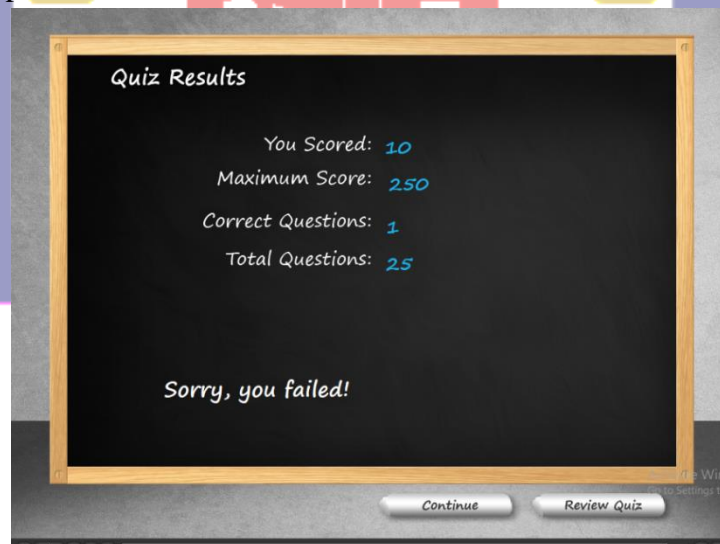 Quiz Results
You Scored: 10
Maximum Score: 250
Correct Questions: 1
Total Questions: 25
Sorry, you failed!
Continue
Review Quiz